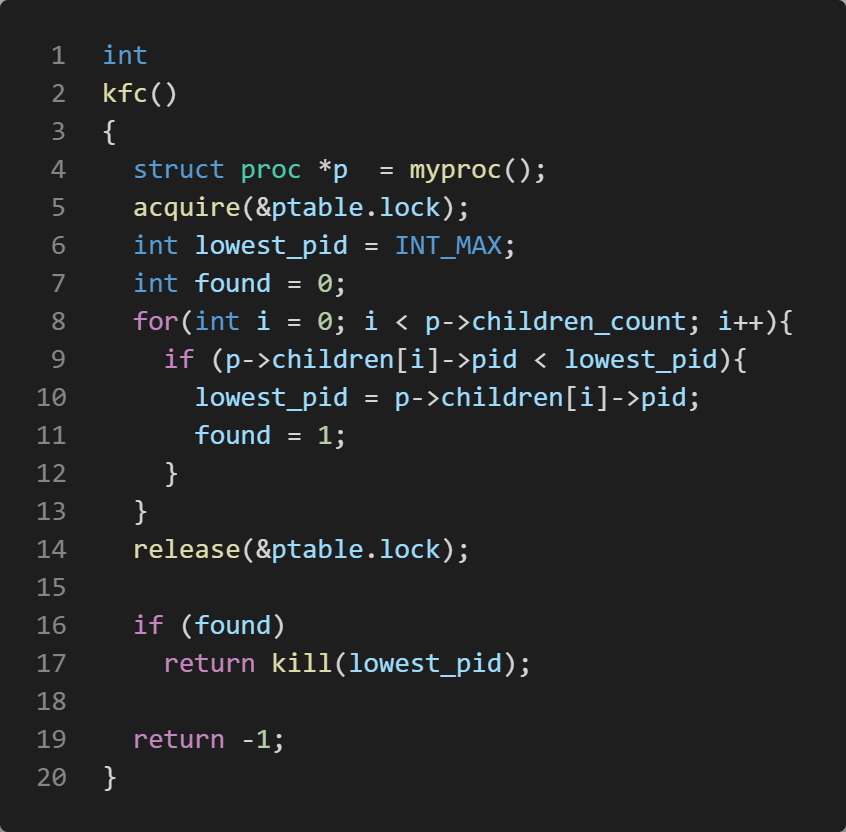 1 int
2 kfc()
3 {
4   struct proc *p  = myproc();
5   acquire(&ptable.lock);
6   int lowest_pid = INT_MAX;
7   int found = 0;
8   for(int i = 0; i < p->children_count; i++){
9     if (p->children[i]->pid < lowest_pid){
10       lowest_pid = p->children[i]->pid;
11       found = 1;
12     }
13   }
14   release(&ptable.lock);
15
16   if (found)
17     return kill(lowest_pid);
18
19   return -1;
20 }